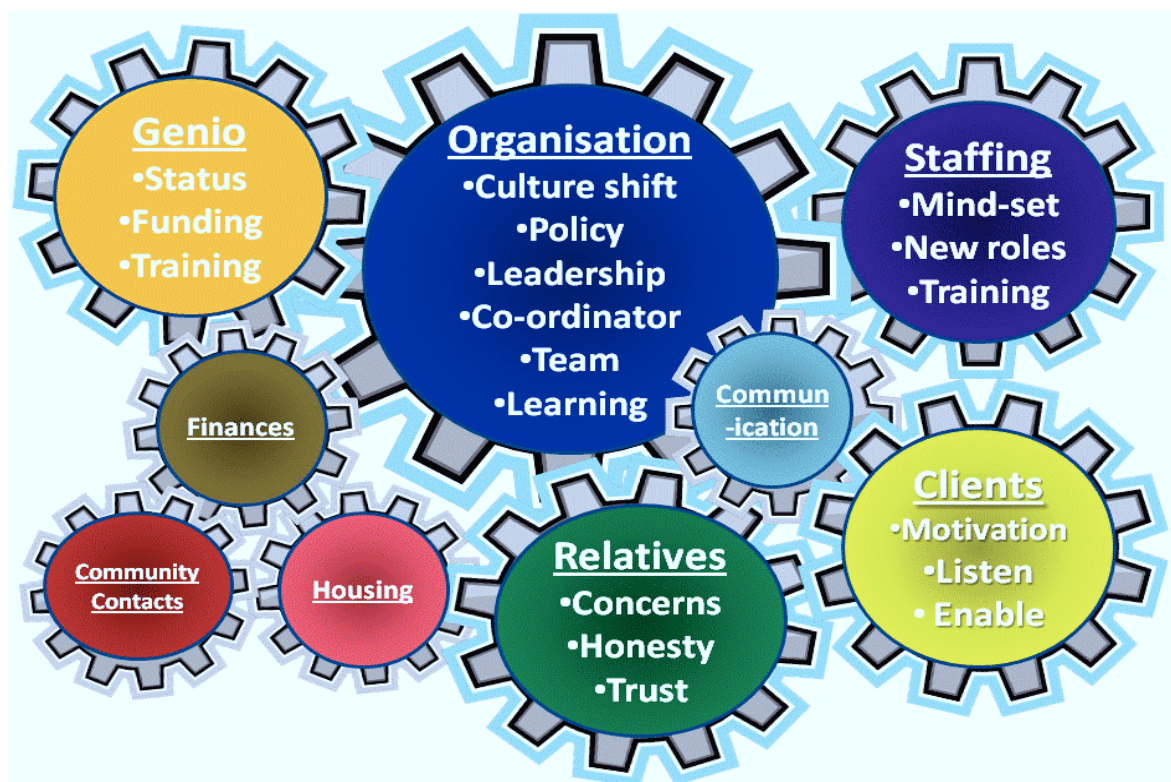 Genio
•Status
•Funding
•Training
Organisation
•Culture shift
•Policy
•Leadership
•Co-ordinator
•Team
•Learning
Staffing
•Mind-set
•New roles
•Training
Finances
Commun
-ication
Clients
•Motivation
•Listen
• Enable
Community
Contacts
Housing
Relatives
•Concerns
•Honesty
•Trust